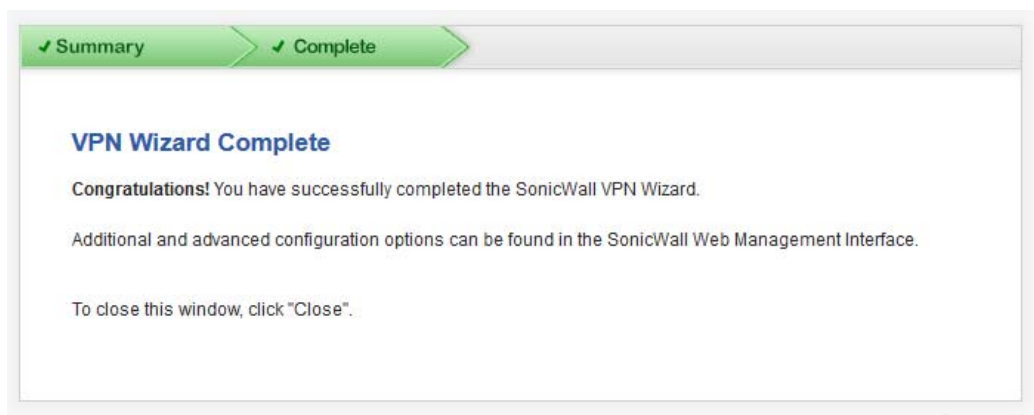 ✔ Summary
✔ Complete
VPN Wizard Complete
Congratulations! You have successfully completed the SonicWall VPN Wizard.
Additional and advanced configuration options can be found in the SonicWall Web Management Interface.
To close this window, click "Close".